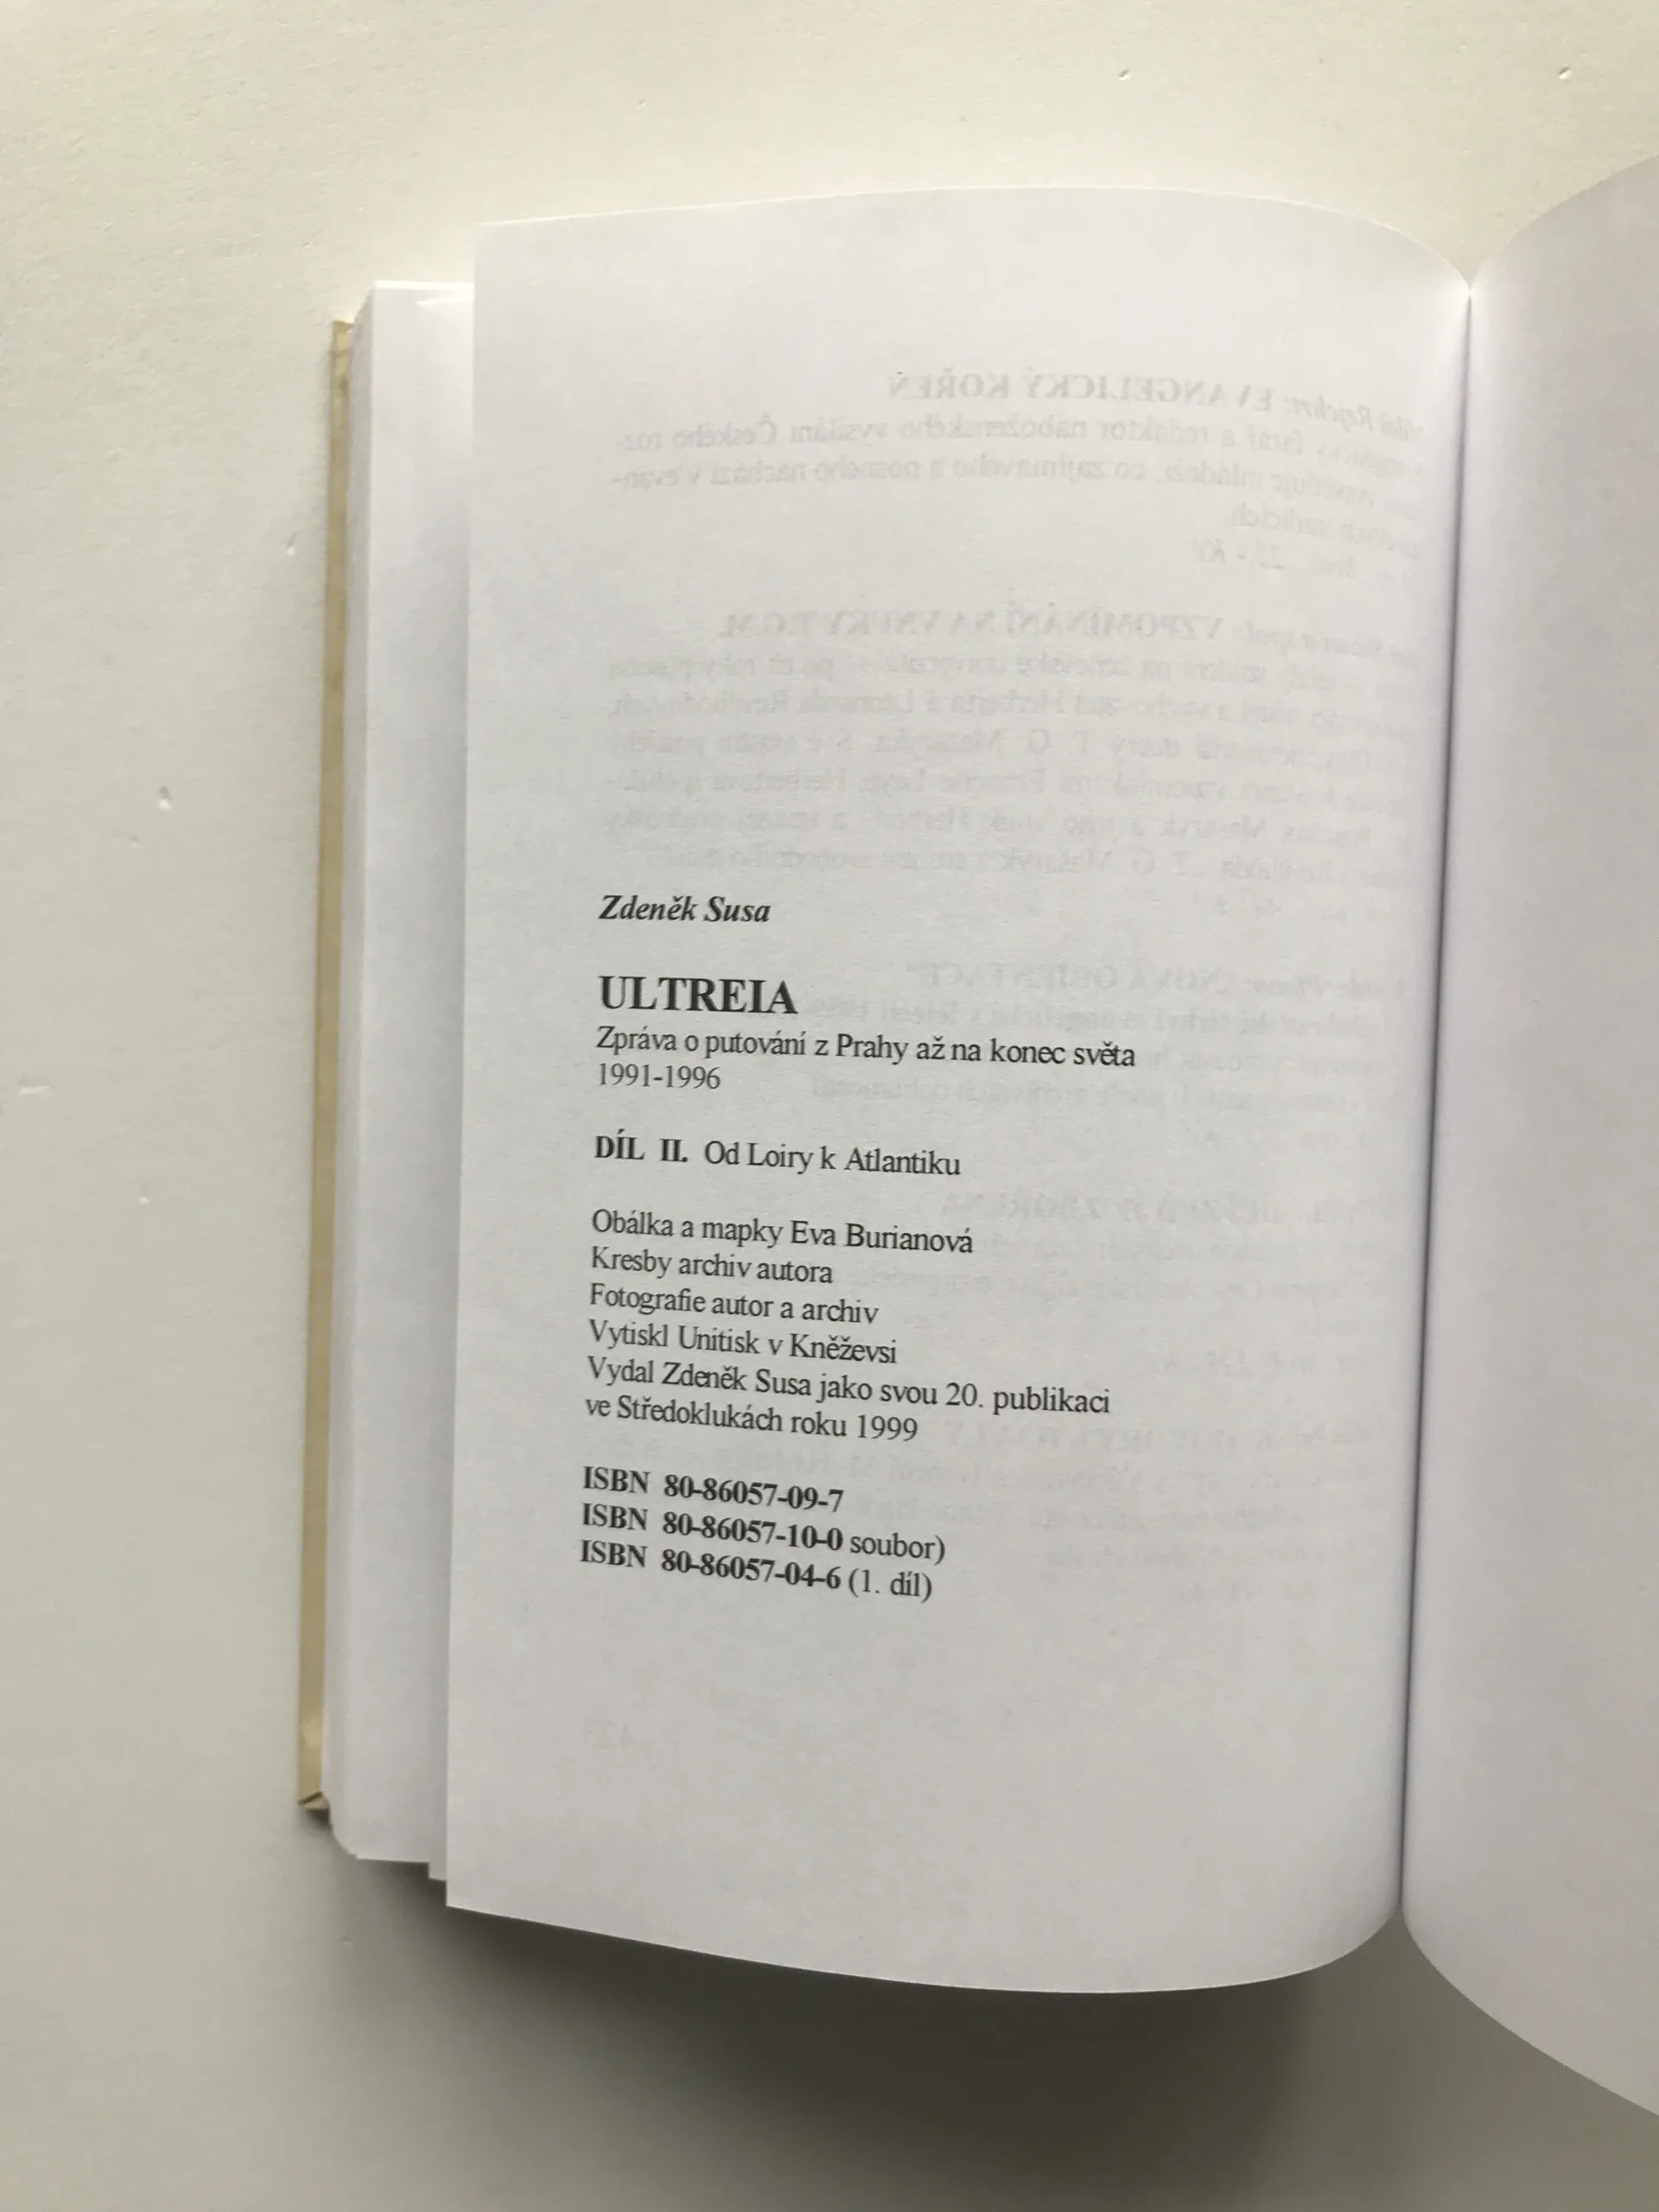 Zdeněk Susa
ULTREIA
Zpráva o putování z Prahy až na konec světa
1991-1996
DÍL II. Od Loiry k Atlantiku
Obálka a mapky Eva Burianová
Kresby archiv autora
Fotografie autor a archiv
Vytiskl Unitisk v Kněževsi
Vydal Zdeněk Susa jako svou 20. publikaci
ve Středoklukách roku 1999
ISBN 80-86057-09-7
ISBN 80-86057-10-0 soubor)
ISBN 80-86057-04-6 (1. díl)